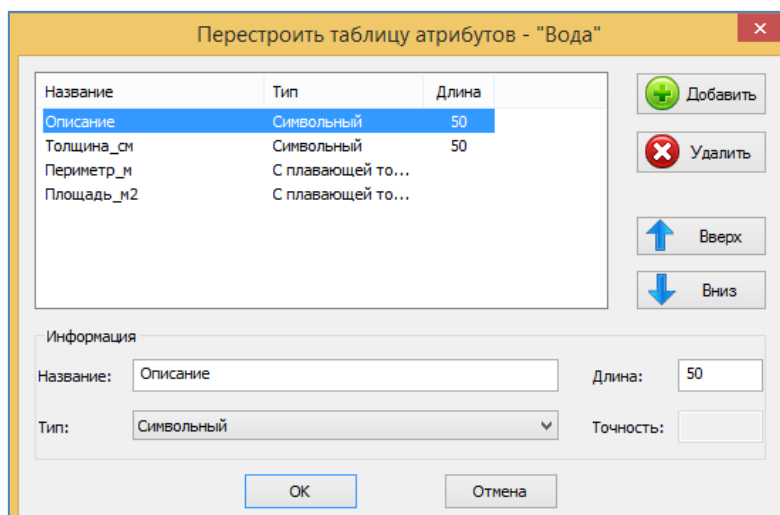 Перестроить таблицу атрибутов - "Вода"
Название Тип Длина
Описание Символьный 50
Толщина_см Символьный 50
Периметр_м С плавающей то...
Площадь_м2 С плавающей то...
Добавить
Удалить
Вверх
Вниз
Информация
Название: Описание Длина: 50
Тип: Символьный Точность:
OK Отмена